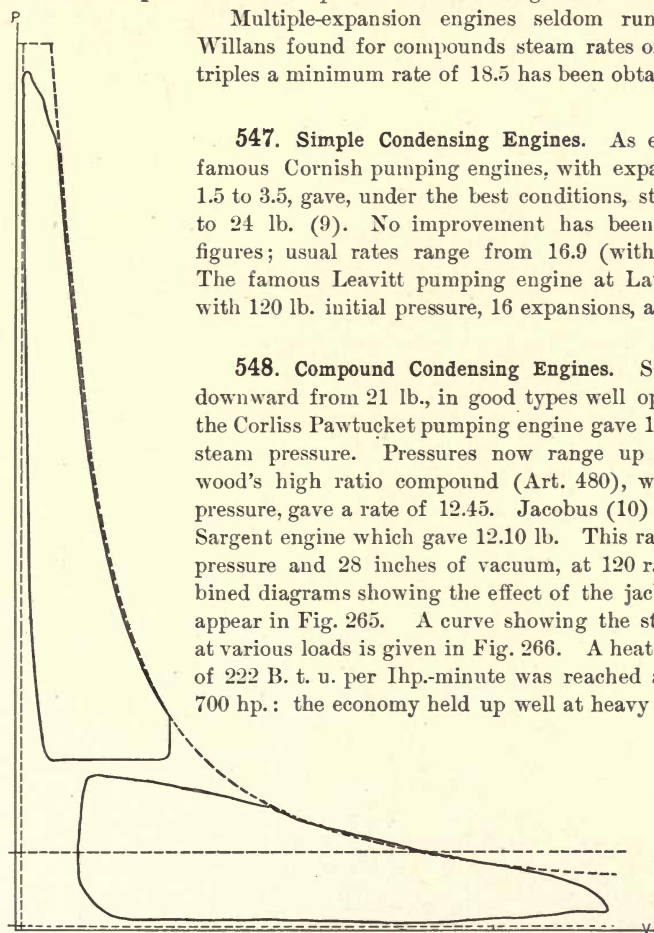 P
Multiple-expansion engines seldom run
Willans found for compounds steam rates o
triples a minimum rate of 18.5 has been obta
547. Simple Condensing Engines. As e
famous Cornish pumping engines, with expa
1.5 to 3.5, gave, under the best conditions, st
to 24 lb. (9). No improvement has been
figures; usual rates range from 16.9 (with
The famous Leavitt pumping engine at La
with 120 lb. initial pressure, 16 expansions, a
548. Compound Condensing Engines. S
downward from 21 lb., in good types well op
the Corliss Pawtucket pumping engine gave 1
steam pressure. Pressures now range up
wood's high ratio compound (Art. 480), w
pressure, gave a rate of 12.45. Jacobus (10)
Sargent engine which gave 12.10 lb. This ra
pressure and 28 inches of vacuum, at 120 r.
bined diagrams showing the effect of the jac
appear in Fig. 265. A curve showing the st
at various loads is given in Fig. 266. A heat
of 222 B. t. u. per Ihp.-minute was reached a
700 hp.: the economy held up well at heavy
V